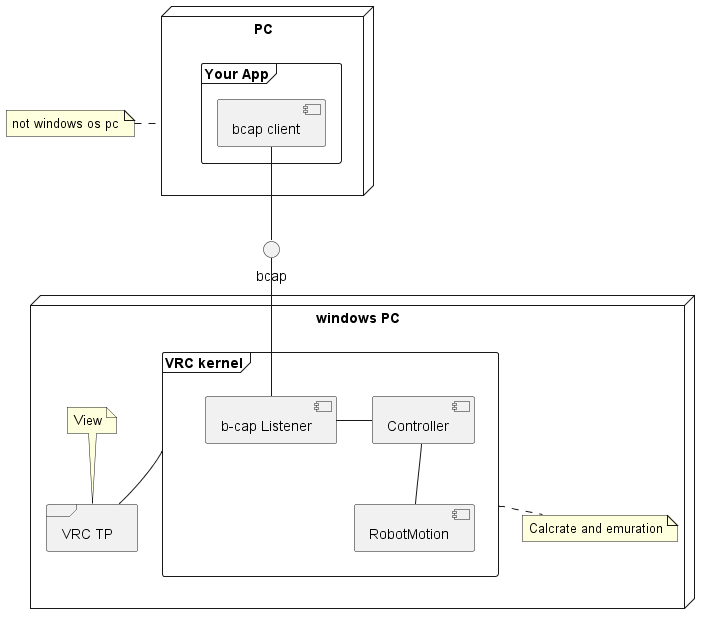 PC
Your App
bcap client
not windows os pc
bcap
windows PC
VRC kernel
View
b-cap Listener
Controller
VRC TP
RobotMotion
Calcrate and emuration